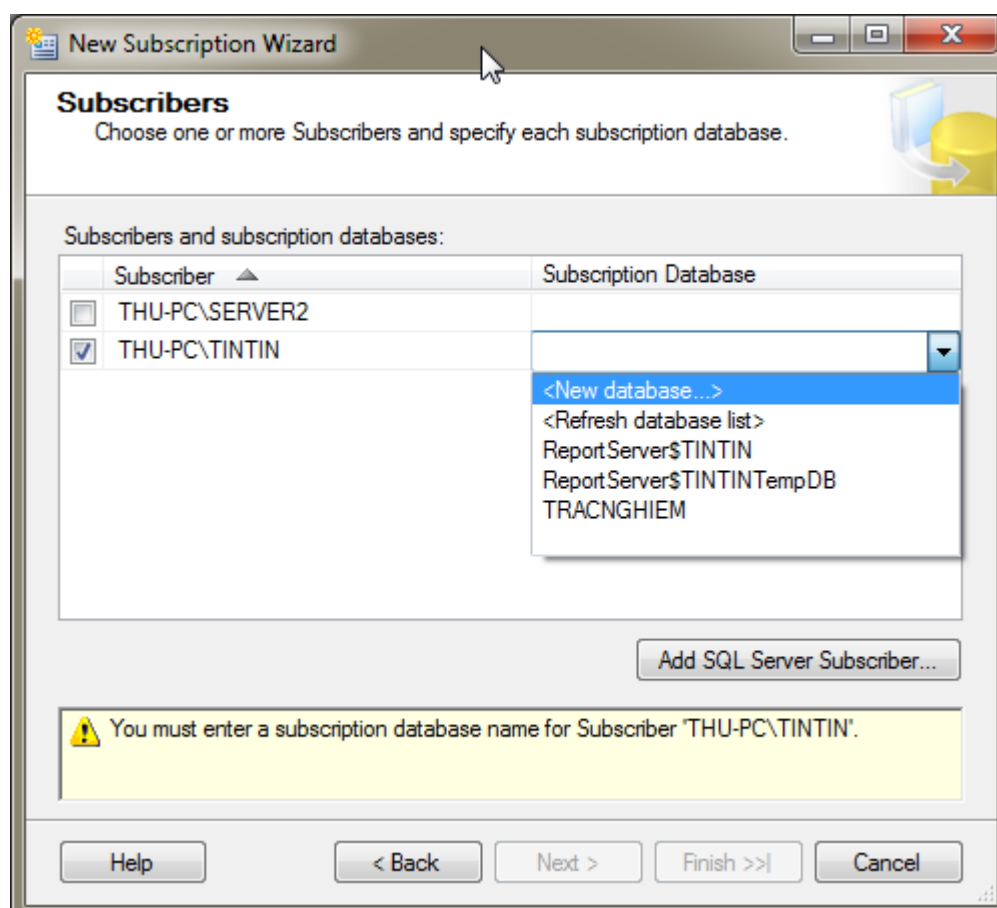 New Subscription Wizard
Subscribers
Choose one or more Subscribers and specify each subscription database.
Subscribers and subscription databases:
Subscriber Subscription Database
THU-PC\SERVER2
THU-PC\TINTIN
<New database...>
<Refresh database list>
ReportServer$TINTIN
ReportServer$TINTINTempDB
TRACNGHIEM
Add SQL Server Subscriber...
You must enter a subscription database name for Subscriber 'THU-PC\TINTIN'.
Help < Back Next > Finish >>| Cancel